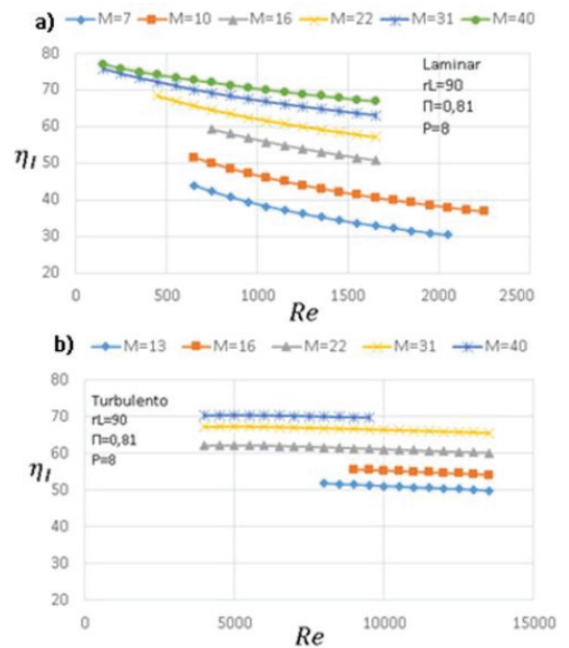 a) M=7 M=10 M=16 M=22 M=31 M=40
80
70
60
50
40
30
20
ηI
Laminar
rL=90
Π=0,81
P=8
0 500 1000 1500 2000 2500
Re
b) M=13 M=16 M=22 M=31 M=40
80
70
60
50
40
30
20
ηI
Turbulento
rL=90
Π=0,81
P=8
0 5000 10000 15000
Re